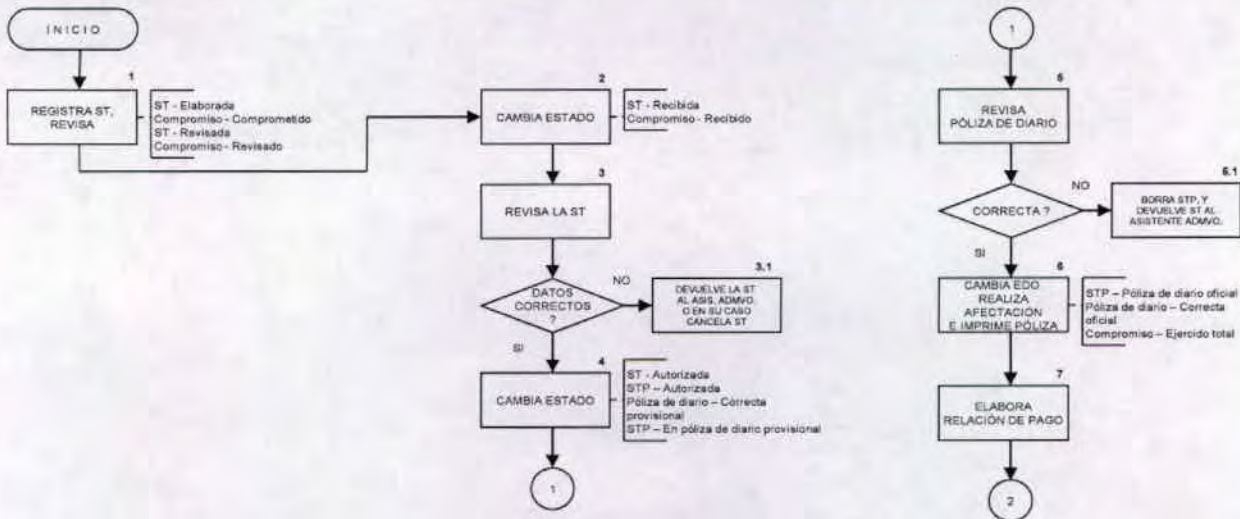 INICIO
1
REGISTRA ST,
REVISA
ST - Elaborada
Compromiso - Comprometido
ST - Revisada
Compromiso - Revisado
2
CAMBIA ESTADO
ST - Recibida
Compromiso - Recibido
3
REVISA LA ST
DATOS
CORRECTOS
?
NO
3.1
DEVUELVE LA ST
AL ASIS. ADMVO.
O EN SU CASO
CANCELA ST
SI
4
CAMBIA ESTADO
ST - Autorizada
STP – Autorizada
Póliza de diario – Correcta
provisional
STP – En póliza de diario provisional
1
1
5
REVISA
PÓLIZA DE DIARIO
CORRECTA ?
NO
5.1
BORRA STP, Y
DEVUELVE ST AL
ASISTENTE ADMVO.
SI
6
CAMBIA EDO
REALIZA
AFECTACIÓN
E IMPRIME PÓLIZA
STP – Póliza de diario oficial
Póliza de diario – Correcta
oficial
Compromiso – Ejercido total
7
ELABORA
RELACIÓN DE PAGO
2